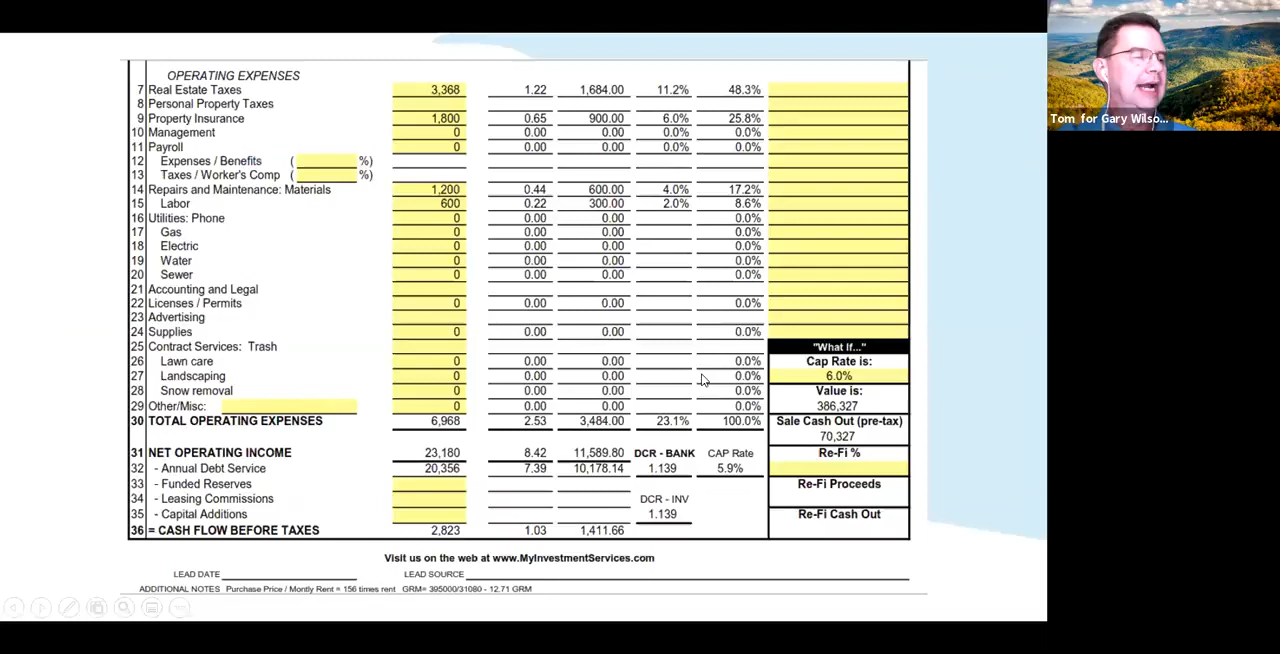 OPERATING EXPENSES
7 Real Estate Taxes 3,368 1.22 1,684.00 11.2% 48.3%
8 Personal Property Taxes
9 Property Insurance 1,800 0.65 900.00 6.0% 25.8%
10 Management 0 0.00 0.00 0.0% 0.0%
11 Payroll 0 0.00 0.00 0.0% 0.0%
12 Expenses / Benefits ( %)
13 Taxes / Worker's Comp ( %)
14 Repairs and Maintenance: Materials 1,200 0.44 600.00 4.0% 17.2%
15 Labor 600 0.22 300.00 2.0% 8.6%
16 Utilities: Phone 0 0.00 0.00 0.0%
17 Gas 0 0.00 0.00 0.0%
18 Electric 0 0.00 0.00 0.0%
19 Water 0 0.00 0.00 0.0%
20 Sewer 0 0.00 0.00 0.0%
21 Accounting and Legal
22 Licenses / Permits 0 0.00 0.00 0.0%
23 Advertising
24 Supplies 0 0.00 0.00 0.0%
25 Contract Services: Trash
26 Lawn care 0 0.00 0.00 0.0%
27 Landscaping 0 0.00 0.00 0.0%
28 Snow removal 0 0.00 0.00 0.0%
29 Other/Misc: 0 0.00 0.00 0.0%
30 TOTAL OPERATING EXPENSES 6,968 2.53 3,484.00 23.1% 100.0%
31 NET OPERATING INCOME 23,180 8.42 11,589.80 DCR - BANK CAP Rate
32 - Annual Debt Service 20,356 7.39 10,178.14 1.139 5.9%
33 - Funded Reserves
34 - Leasing Commissions DCR - INV
35 - Capital Additions 1.139
36 = CASH FLOW BEFORE TAXES 2,823 1.03 1,411.66
"What If..."
Cap Rate is:
6.0%
Value is:
386,327
Sale Cash Out (pre-tax)
70,327
Re-Fi %
Re-Fi Proceeds
Re-Fi Cash Out
Visit us on the web at www.MyInvestmentServices.com
LEAD DATE LEAD SOURCE
ADDITIONAL NOTES Purchase Price / Montly Rent = 156 times rent GRM= 395000/31080 - 12.71 GRM
Tom for Gary Wilso...